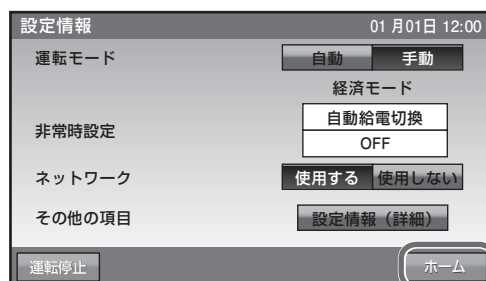 設定情報 01月01日 12:00
運転モード 自動 手動
経済モード
非常時設定 自動給電切換
OFF
ネットワーク 使用する 使用しない
その他の項目 設定情報（詳細）
運転停止 ホーム